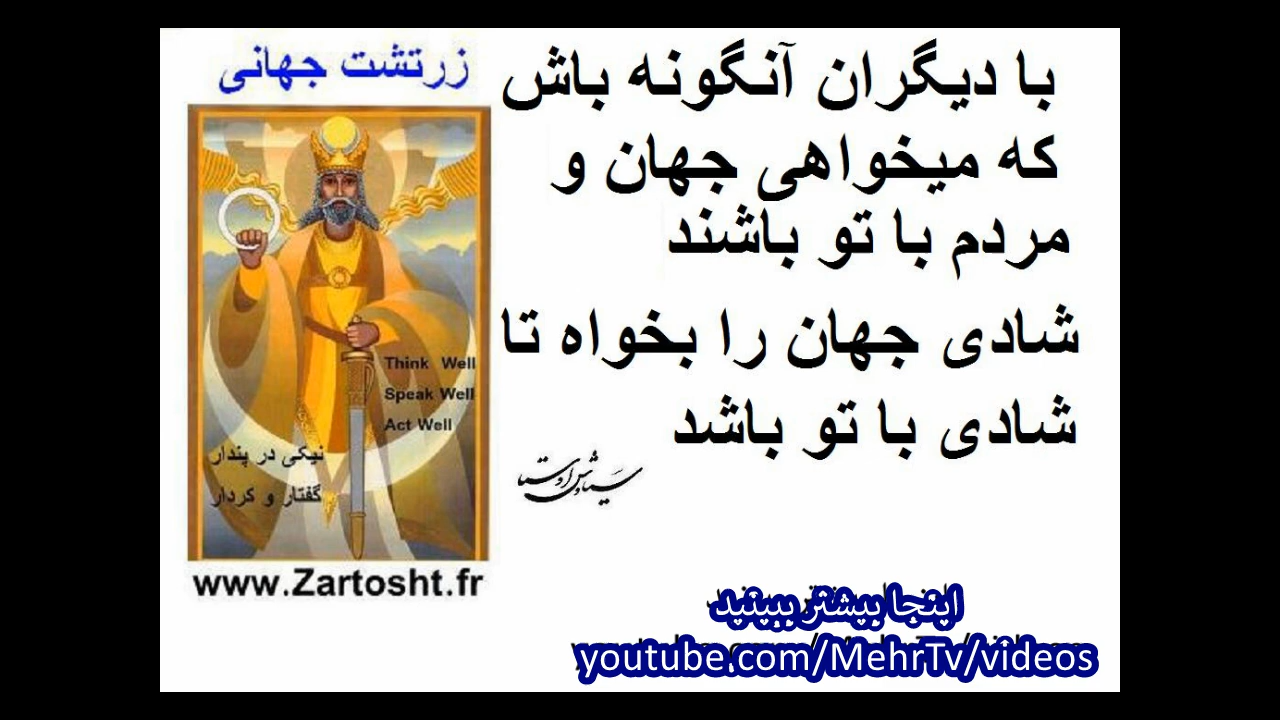 زرتشت جهانی
با دیگران آنگونه باش
که میخواهی جهان و
مردم با تو باشند
شادی جهان را بخواه تا
شادی با تو باشد
سیاوش اوستا
Think Well
Speak Well
Act Well
نیکی در پندار
گفتار و کردار
www.Zartosht.fr
اینجا بیشتر ببینید
youtube.com/MehrTv/videos